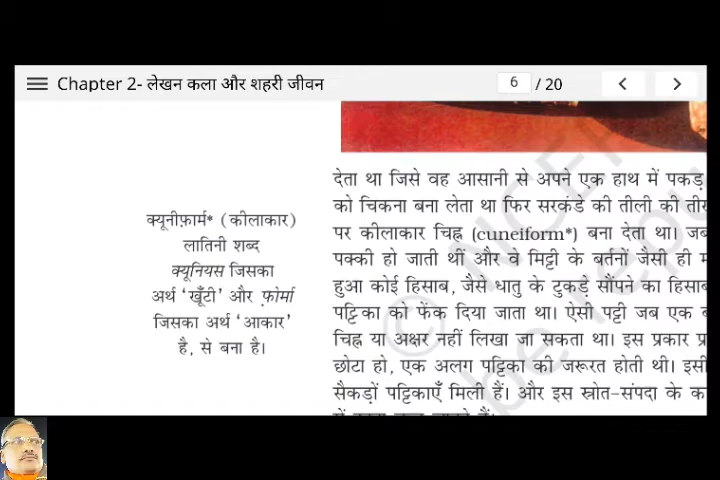 Chapter 2- लेखन कला और शहरी जीवन
6 / 20
क्यूनीफ़ार्म* (कीलाकार)
लातिनी शब्द
क्यूनियस जिसका
अर्थ ‘खूँटी’ और फ़ोर्मा
जिसका अर्थ ‘आकार’
है, से बना है।
देता था जिसे वह आसानी से अपने एक हाथ में पकड़
को चिकना बना लेता था फिर सरकंडे की तीली की
पर कीलाकार चिह्न (cuneiform*) बना देता था। जब
पक्की हो जाती थीं और वे मिट्टी के बर्तनों जैसी ही
हुआ कोई हिसाब, जैसे धातु के टुकड़े सौंपने का हिसाब
पट्टिका को फेंक दिया जाता था। ऐसी पट्टी जब एक
चिह्न या अक्षर नहीं लिखा जा सकता था। इस प्रकार
छोटा हो, एक अलग पट्टिका की जरूरत होती थी। इसी
सैकड़ों पट्टिकाएँ मिली हैं। और इस स्रोत-संपदा के
© NCER
be repu